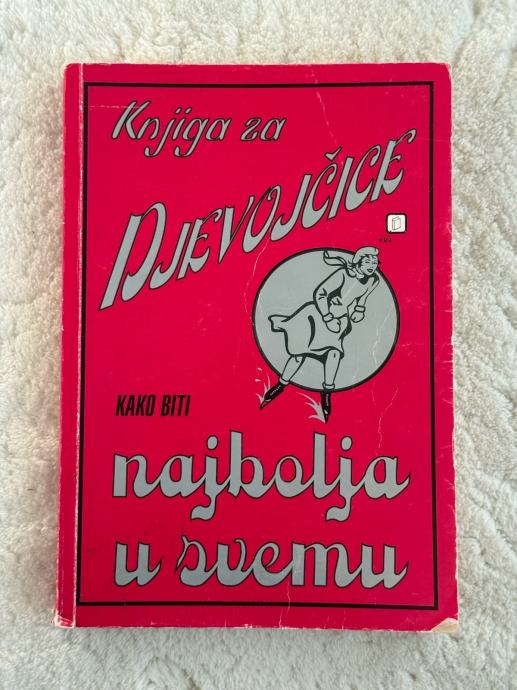 Knjiga za
DJEVOJČICE
KAKO BITI
najbolja
u svemu